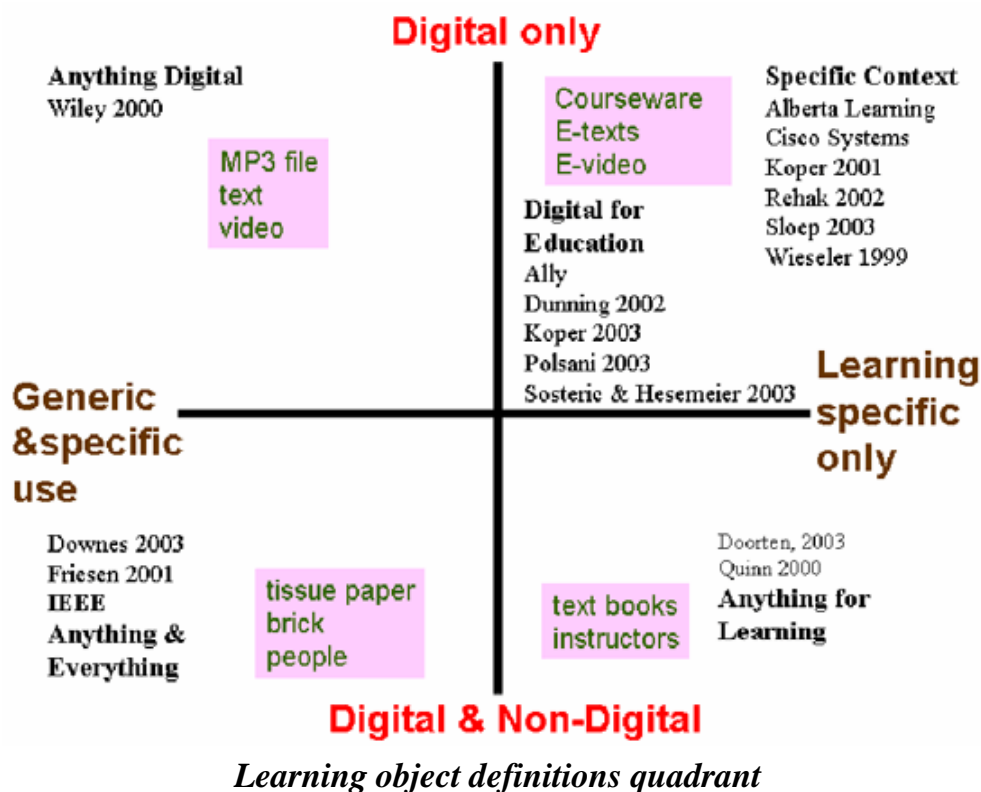 Digital only
Anything Digital
Wiley 2000
MP3 file
text
video
Courseware
E-texts
E-video
Specific Context
Alberta Learning
Cisco Systems
Koper 2001
Rehak 2002
Sloep 2003
Wieseler 1999
Digital for
Education
Ally
Dunning 2002
Koper 2003
Polsani 2003
Sosteric & Hesemeier 2003
Generic
&specific
use
Learning
specific
only
Downes 2003
Friesen 2001
IEEE
Anything &
Everything
tissue paper
brick
people
text books
instructors
Doorten, 2003
Quinn 2000
Anything for
Learning
Digital & Non-Digital
Learning object definitions quadrant